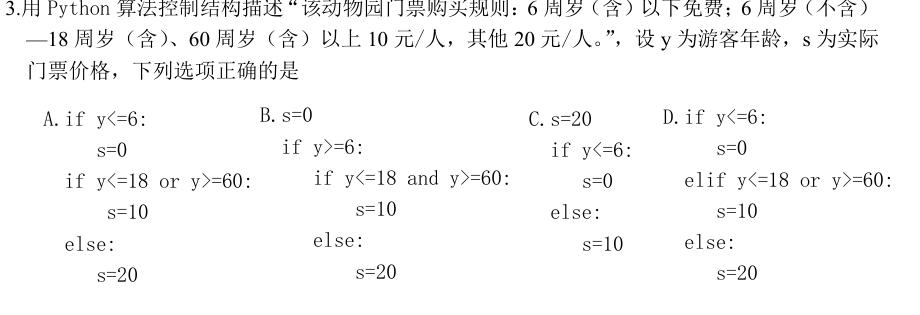 3.用 Python 算法控制结构描述“该动物园门票购买规则：6 周岁（含）以下免费；6 周岁（不含）
—18 周岁（含）、60 周岁（含）以上 10 元/人，其他 20 元/人。”，设 y 为游客年龄，s 为实际
门票价格，下列选项正确的是
A.if y<=6:
s=0
if y<=18 or y>=60:
s=10
else:
s=20
B.s=0
if y>=6:
if y<=18 and y>=60:
s=10
else:
s=20
C.s=20
if y<=6:
s=0
else:
s=10
D.if y<=6:
s=0
elif y<=18 or y>=60:
s=10
else:
s=20